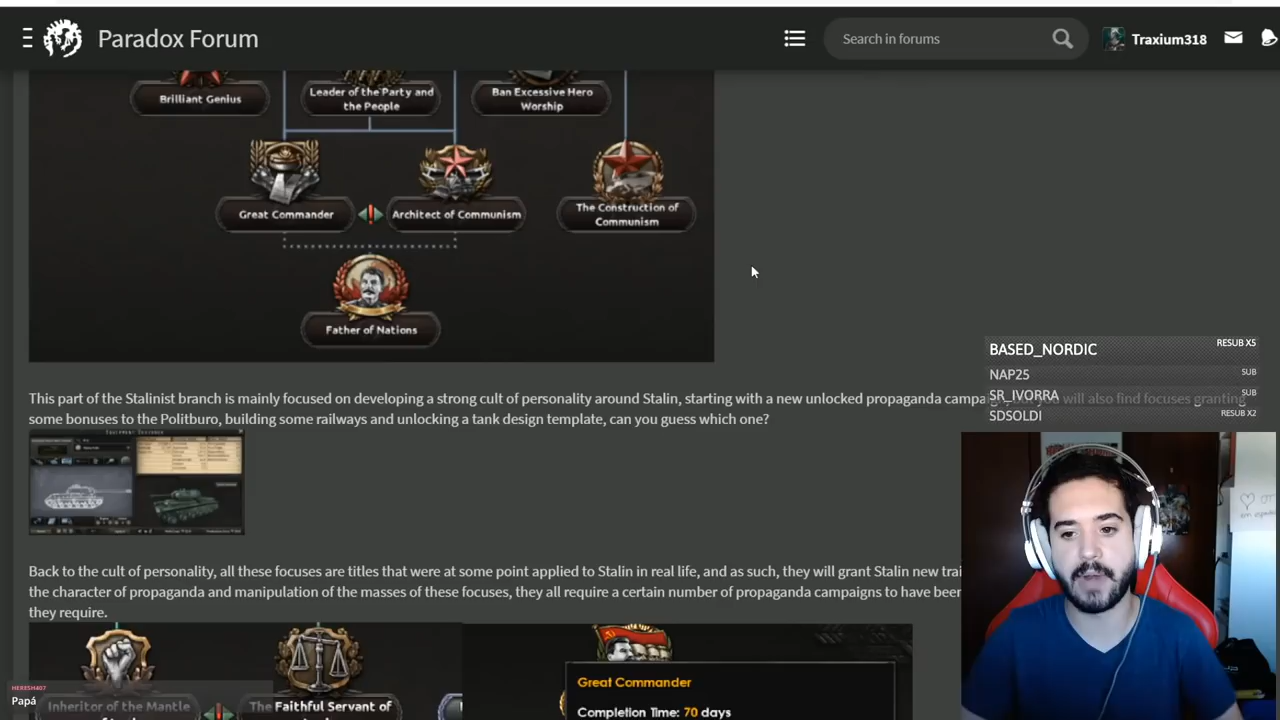 Paradox Forum
Search in forums
Traxium318
Brilliant Genius
Leader of the Party and
the People
Ban Excessive Hero
Worship
Great Commander
Architect of Communism
The Construction of
Communism
Father of Nations
BASED_NORDIC RESUB X5
NAP25 SUB
SR_IVORRA SUB
SDSOLDI RESUB X2
This part of the Stalinist branch is mainly focused on developing a strong cult of personality around Stalin, starting with a new unlocked propaganda campa you will also find focuses granting
some bonuses to the Politburo, building some railways and unlocking a tank design template, can you guess which one?
Back to the cult of personality, all these focuses are titles that were at some point applied to Stalin in real life, and as such, they will grant Stalin new trai
the character of propaganda and manipulation of the masses of these focuses, they all require a certain number of propaganda campaigns to have been
they require.
Inheritor of the Mantle
The Faithful Servant of
Great Commander
Completion Time: 70 days
HERESH407
Papá